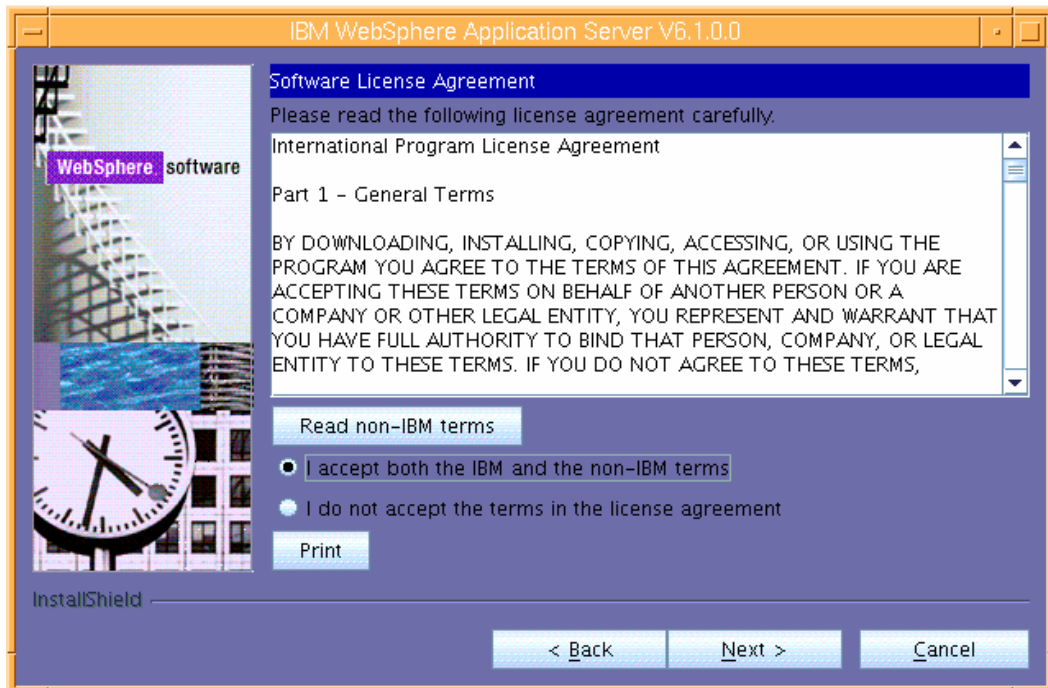 IBM WebSphere Application Server V6.1.0.0
WebSphere. software
Software License Agreement
Please read the following license agreement carefully.
International Program License Agreement
Part 1 – General Terms
BY DOWNLOADING, INSTALLING, COPYING, ACCESSING, OR USING THE
PROGRAM YOU AGREE TO THE TERMS OF THIS AGREEMENT. IF YOU ARE
ACCEPTING THESE TERMS ON BEHALF OF ANOTHER PERSON OR A
COMPANY OR OTHER LEGAL ENTITY, YOU REPRESENT AND WARRANT THAT
YOU HAVE FULL AUTHORITY TO BIND THAT PERSON, COMPANY, OR LEGAL
ENTITY TO THESE TERMS. IF YOU DO NOT AGREE TO THESE TERMS,
Read non-IBM terms
I accept both the IBM and the non-IBM terms
I do not accept the terms in the license agreement
Print
InstallShield
< Back
Next >
Cancel